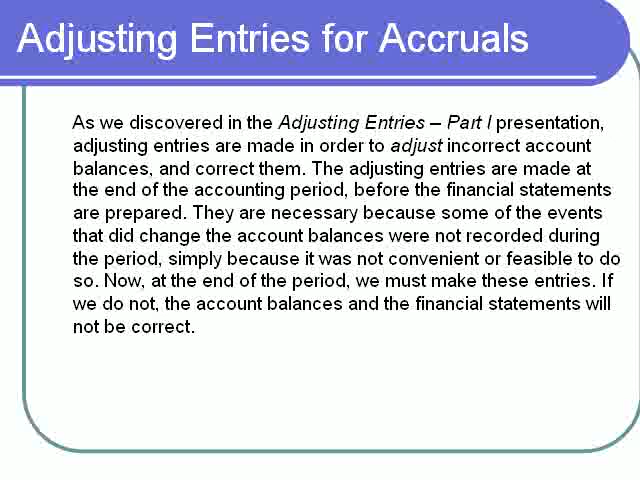 Adjusting Entries for Accruals
As we discovered in the Adjusting Entries – Part I presentation,
adjusting entries are made in order to adjust incorrect account
balances, and correct them. The adjusting entries are made at
the end of the accounting period, before the financial statements
are prepared. They are necessary because some of the events
that did change the account balances were not recorded during
the period, simply because it was not convenient or feasible to do
so. Now, at the end of the period, we must make these entries. If
we do not, the account balances and the financial statements will
not be correct.